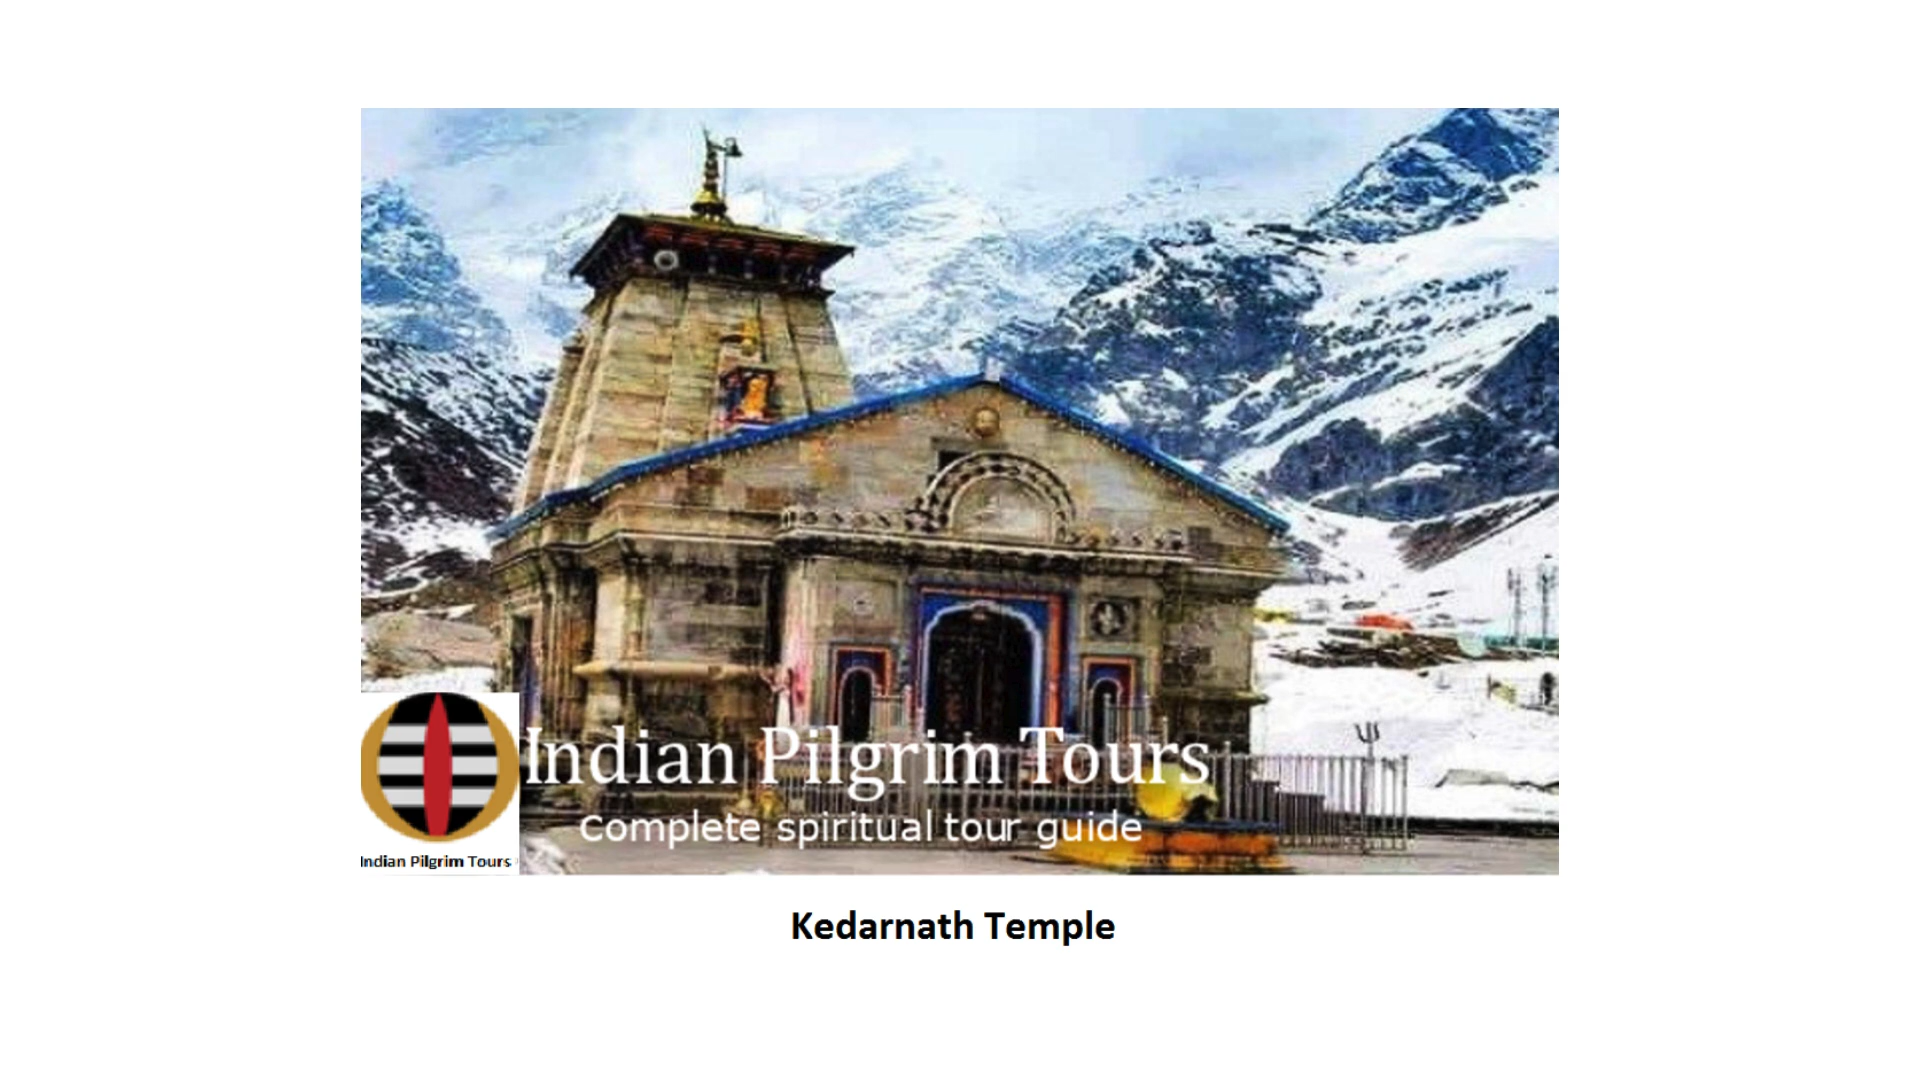 Indian Pilgrim Tours
Complete spiritual tour guide
Indian Pilgrim Tours
Kedarnath Temple